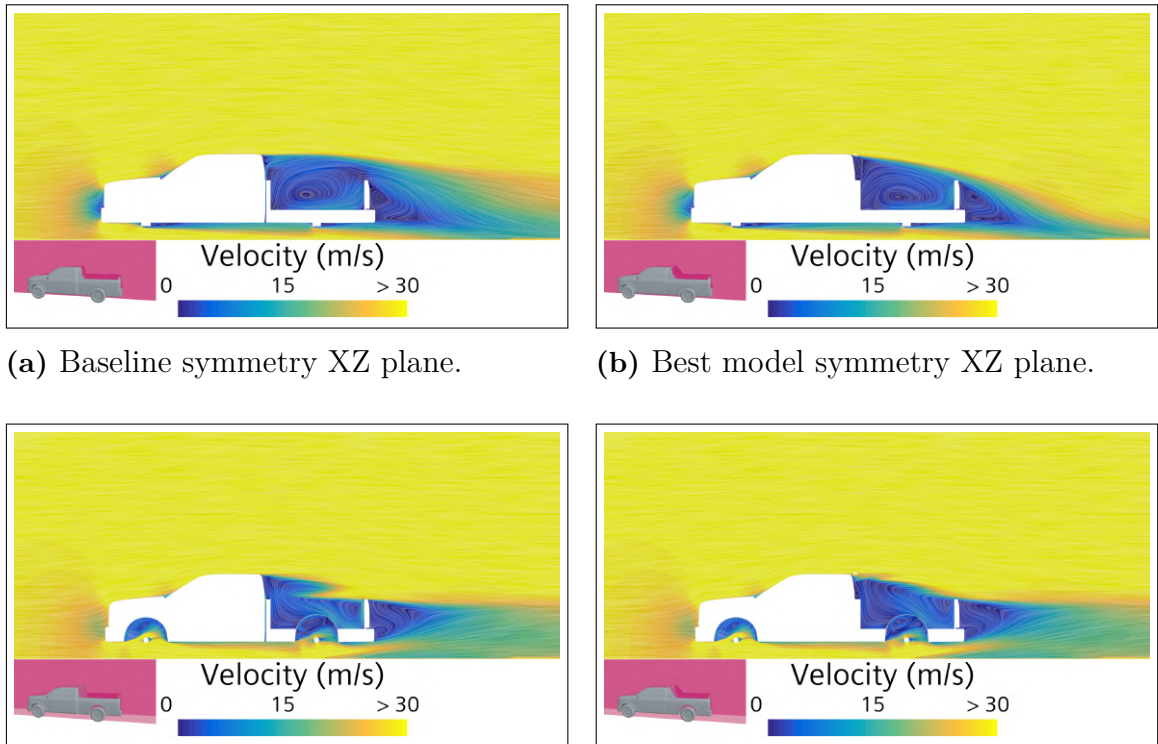 Velocity (m/s)
0 15 > 30
Velocity (m/s)
0 15 > 30
(a) Baseline symmetry XZ plane.
(b) Best model symmetry XZ plane.
Velocity (m/s)
0 15 > 30
Velocity (m/s)
0 15 > 30